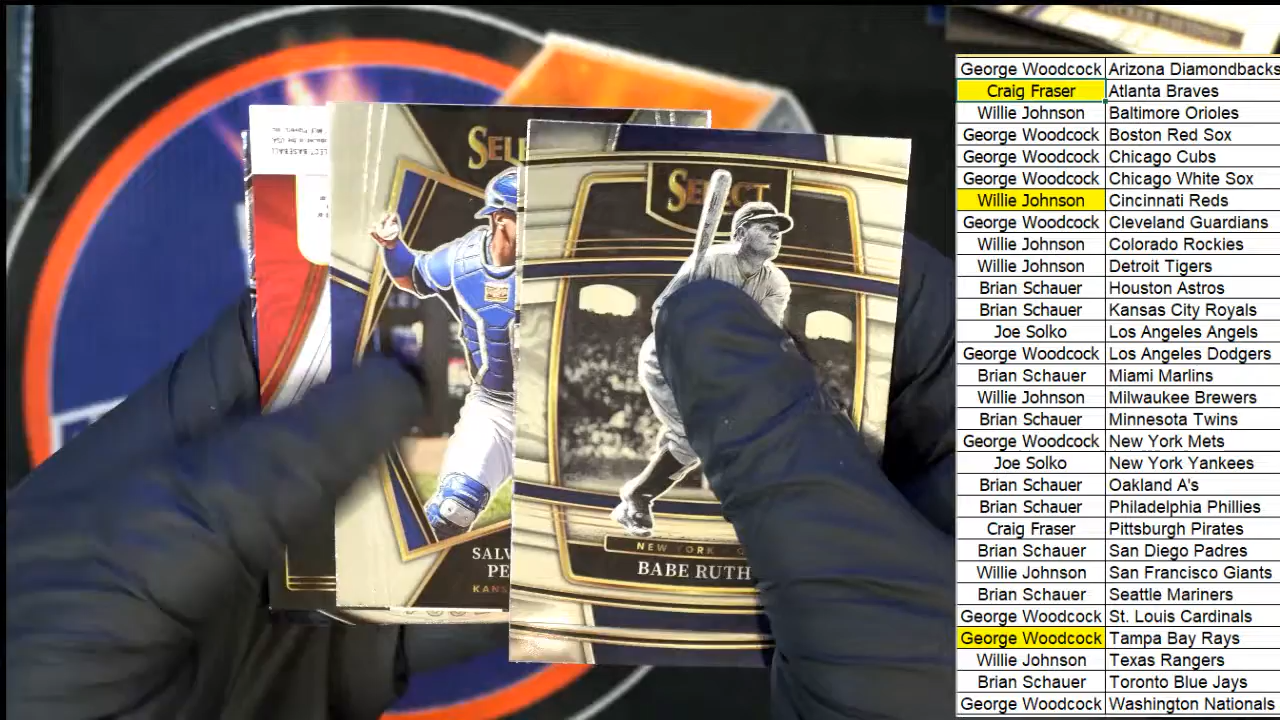 SELECT
NEW YORK
BABE RUTH
SEL
SALV
PE
KANS
LECT BASEBALL
George Woodcock Arizona Diamondbacks
Craig Fraser Atlanta Braves
Willie Johnson Baltimore Orioles
George Woodcock Boston Red Sox
George Woodcock Chicago Cubs
George Woodcock Chicago White Sox
Willie Johnson Cincinnati Reds
George Woodcock Cleveland Guardians
Willie Johnson Colorado Rockies
Willie Johnson Detroit Tigers
Brian Schauer Houston Astros
Brian Schauer Kansas City Royals
Joe Solko Los Angeles Angels
George Woodcock Los Angeles Dodgers
Brian Schauer Miami Marlins
Willie Johnson Milwaukee Brewers
Brian Schauer Minnesota Twins
George Woodcock New York Mets
Joe Solko New York Yankees
Brian Schauer Oakland A's
Brian Schauer Philadelphia Phillies
Craig Fraser Pittsburgh Pirates
Brian Schauer San Diego Padres
Willie Johnson San Francisco Giants
Brian Schauer Seattle Mariners
George Woodcock St. Louis Cardinals
George Woodcock Tampa Bay Rays
Willie Johnson Texas Rangers
Brian Schauer Toronto Blue Jays
George Woodcock Washington Nationals